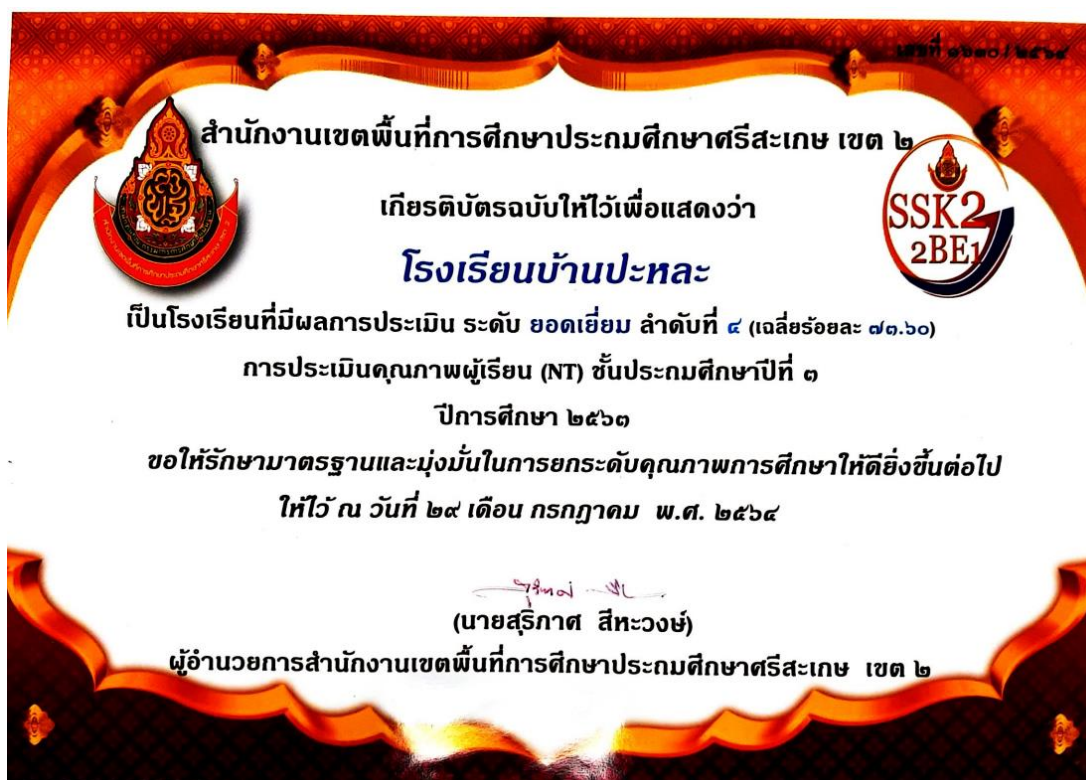 เลขที่ ๑๖๓๐ / ๒๕๖๔
สำนักงานเขตพื้นที่การศึกษาประถมศึกษาศรีสะเกษ เขต ๒
SSK2
2BE1
เกียรติบัตรฉบับให้ไว้เพื่อแสดงว่า
โรงเรียนบ้านปะหละ
เป็นโรงเรียนที่มีผลการประเมิน ระดับ ยอดเยี่ยม ลำดับที่ ๔ (เฉลี่ยร้อยละ ๗๓.๖๐)
การประเมินคุณภาพผู้เรียน (NT) ชั้นประถมศึกษาปีที่ ๓
ปีการศึกษา ๒๕๖๓
ขอให้รักษามาตรฐานและมุ่งมั่นในการยกระดับคุณภาพการศึกษาให้ดียิ่งขึ้นต่อไป
ให้ไว้ ณ วันที่ ๒๙ เดือน กรกฎาคม พ.ศ. ๒๕๖๔
(นายสุริกาศ สีหะวงษ์)
ผู้อำนวยการสำนักงานเขตพื้นที่การศึกษาประถมศึกษาศรีสะเกษ เขต ๒